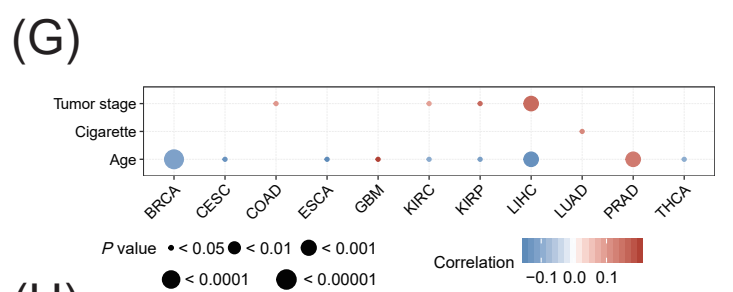 (G)
Tumor stage
Cigarette
Age
BRCA CESC COAD ESCA GBM KIRC KIRP LIHC LUAD PRAD THCA
P value < 0.05 < 0.01 < 0.001
< 0.0001 < 0.00001
Correlation
−0.1 0.0 0.1
(H)